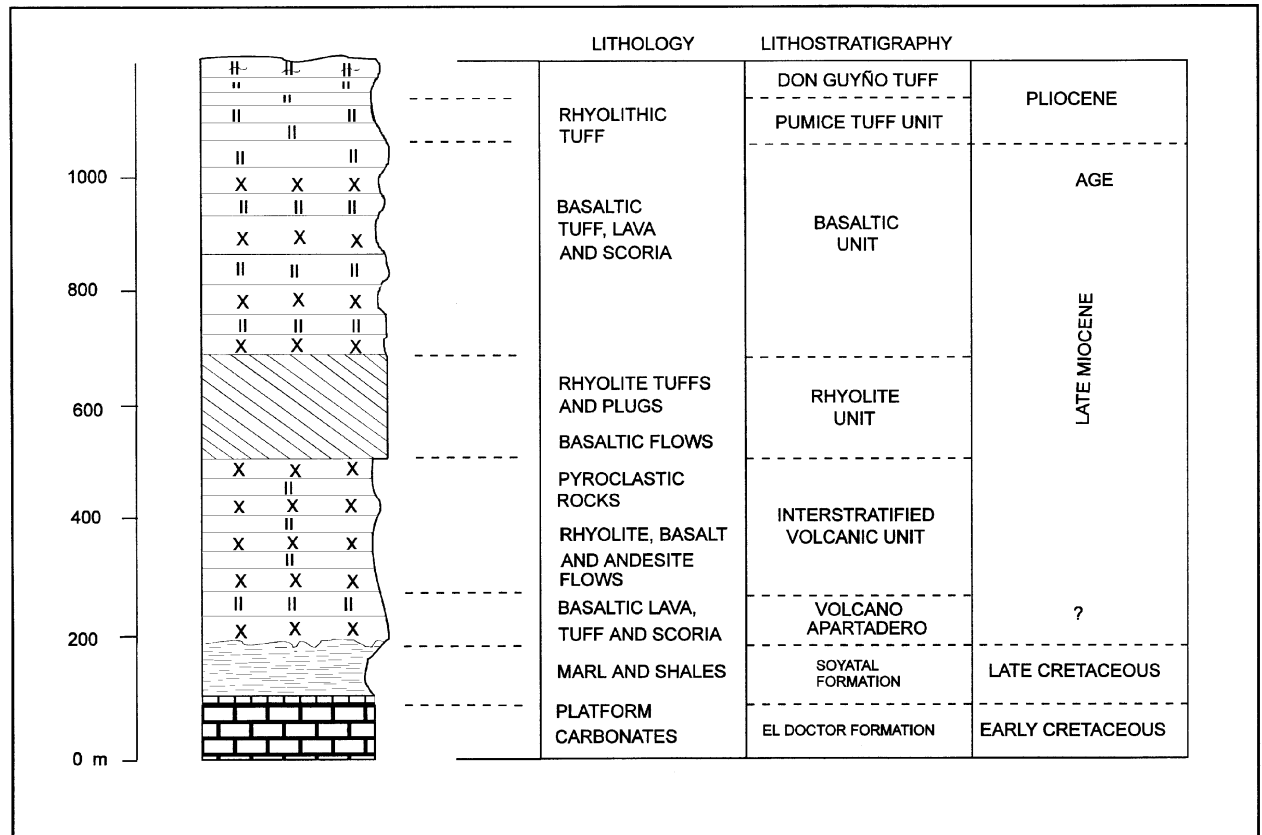 LITHOLOGY LITHOSTRATIGRAPHY
DON GUYÑO TUFF
PLIOCENE
RHYOLITHIC
TUFF
PUMICE TUFF UNIT
1000
AGE
BASALTIC
TUFF, LAVA
AND SCORIA
BASALTIC
UNIT
800
LATE MIOCENE
RHYOLITE TUFFS
AND PLUGS
RHYOLITE
UNIT
600
BASALTIC FLOWS
PYROCLASTIC
ROCKS
400
INTERSTRATIFIED
VOLCANIC UNIT
RHYOLITE, BASALT
AND ANDESITE
FLOWS
BASALTIC LAVA,
TUFF AND SCORIA
VOLCANO
APARTADERO
?
200
MARL AND SHALES
SOYATAL
FORMATION
LATE CRETACEOUS
PLATFORM
CARBONATES
EL DOCTOR FORMATION
EARLY CRETACEOUS
0 m